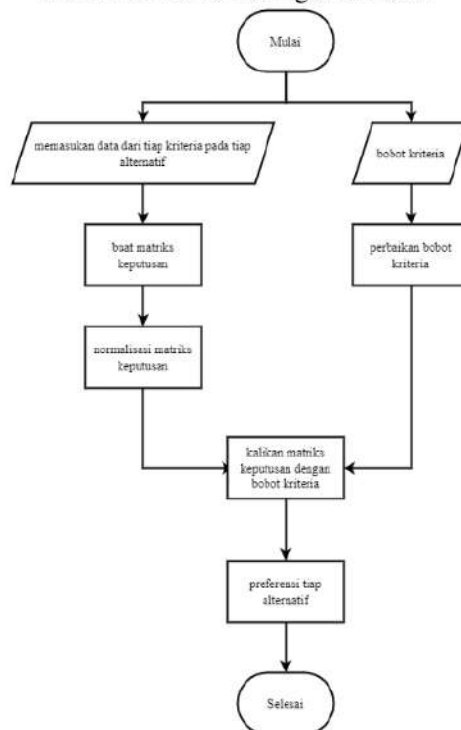 Mulai
memasukan data dari tiap kriteria pada tiap
alternatif
bobot kriteria
buat matriks
keputusan
perbaikan bobot
kriteria
normalisasi matriks
keputusan
kalikan matriks
keputusan dengan
bobot kriteria
preferensi tiap
alternatif
Selesai